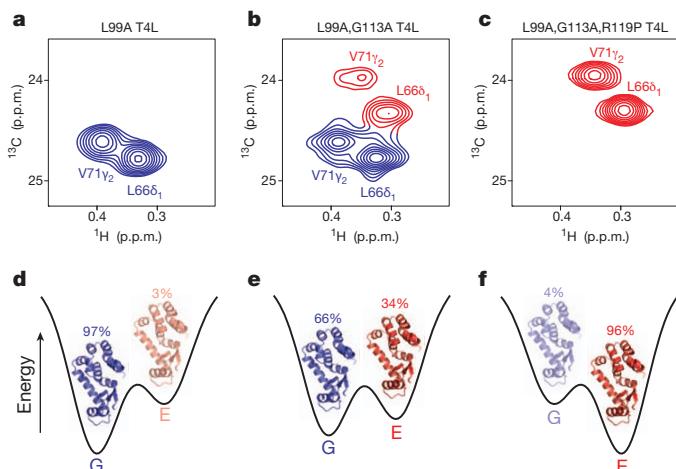 a
L99A T4L
¹³C (p.p.m.)
24
25
V71γ₂
L66δ₁
0.4
0.3
¹H (p.p.m.)
b
L99A,G113A T4L
¹³C (p.p.m.)
24
25
V71γ₂
L66δ₁
V71γ₂
L66δ₁
0.4
0.3
¹H (p.p.m.)
c
L99A,G113A,R119P T4L
¹³C (p.p.m.)
24
25
V71γ₂
L66δ₁
0.4
0.3
¹H (p.p.m.)
d
Energy
3%
97%
E
G
e
34%
66%
E
G
f
4%
96%
G
E